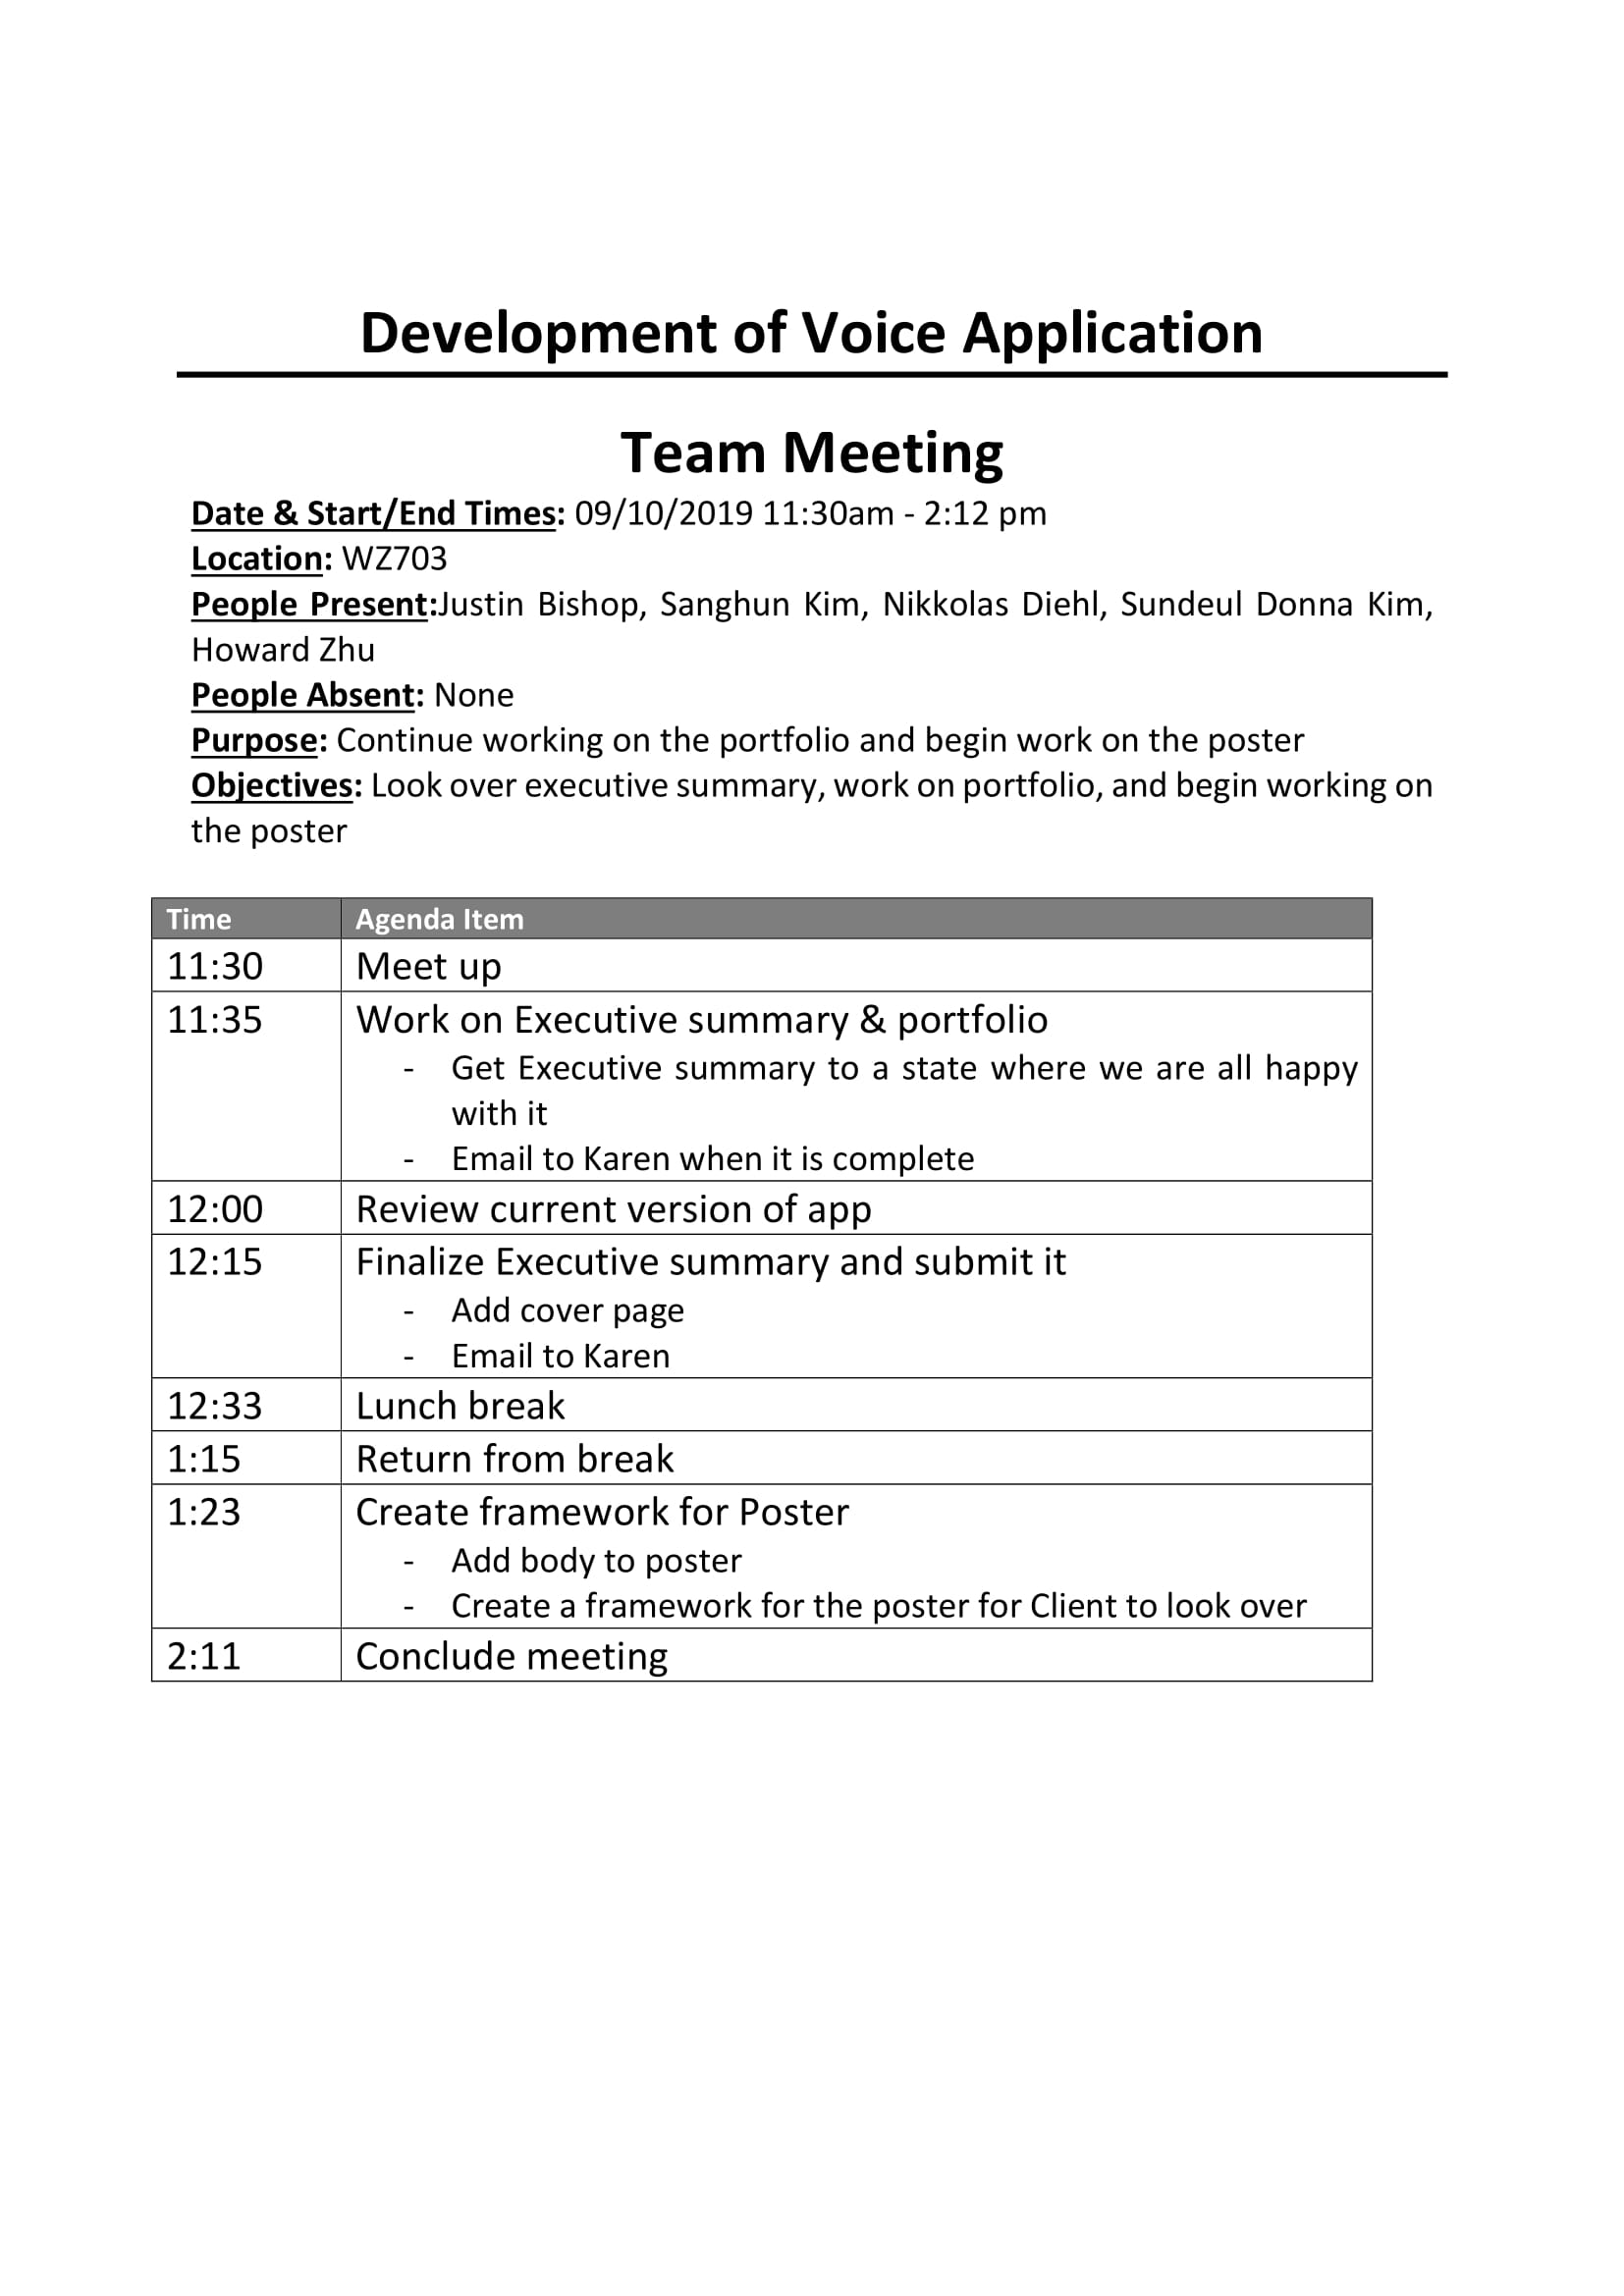 Development of Voice Application
Team Meeting
Date & Start/End Times: 09/10/2019 11:30am - 2:12 pm
Location: WZ703
People Present:Justin Bishop, Sanghun Kim, Nikkolas Diehl, Sundeul Donna Kim,
Howard Zhu
People Absent: None
Purpose: Continue working on the portfolio and begin work on the poster
Objectives: Look over executive summary, work on portfolio, and begin working on
the poster
Time Agenda Item
11:30 Meet up
11:35 Work on Executive summary & portfolio
- Get Executive summary to a state where we are all happy
with it
- Email to Karen when it is complete
12:00 Review current version of app
12:15 Finalize Executive summary and submit it
- Add cover page
- Email to Karen
12:33 Lunch break
1:15 Return from break
1:23 Create framework for Poster
- Add body to poster
- Create a framework for the poster for Client to look over
2:11 Conclude meeting